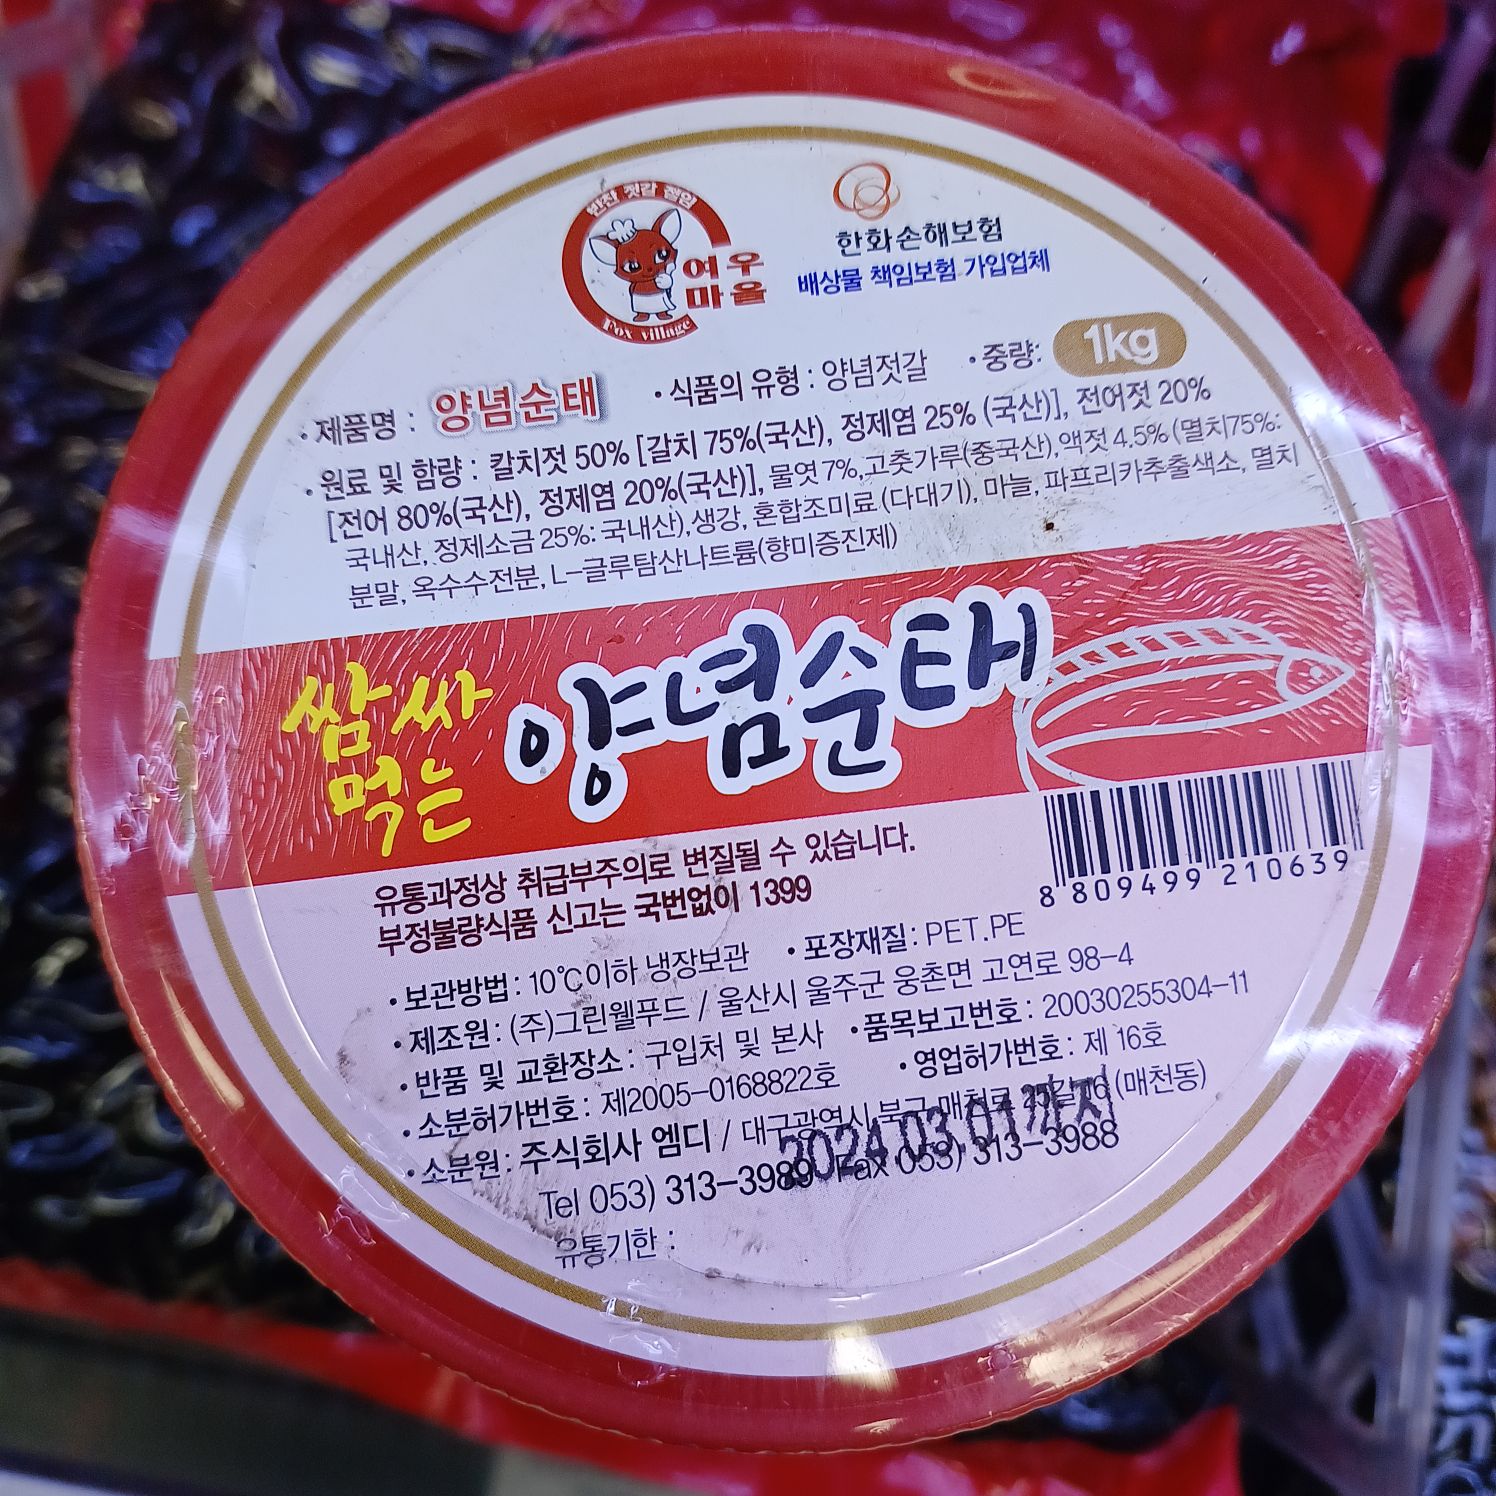 반찬 젓갈 절임
여우
마을
Fox village
한화손해보험
배상물 책임보험 가입업체
· 제품명 : 양념순태 · 식품의 유형 : 양념젓갈 · 중량: 1kg
· 원료 및 함량 : 칼치젓 50% [갈치 75%(국산), 정제염 25% (국산)], 전어젓 20%
[전어 80%(국산), 정제염 20%(국산)], 물엿 7%,고춧가루(중국산),액젓 4.5% (멸치75%:
국내산, 정제소금 25%: 국내산),생강, 혼합조미료 (다대기), 마늘, 파프리카추출색소, 멸치
분말, 옥수수전분, L-글루탐산나트륨(향미증진제)
쌈싸
먹는
양념순태
유통과정상 취급부주의로 변질될 수 있습니다.
부정불량식품 신고는 국번없이 1399
8 809499 210639
· 보관방법 : 10℃이하 냉장보관 · 포장재질 : PET.PE
· 제조원 : (주)그린웰푸드 / 울산시 울주군 웅촌면 고연로 98-4
· 반품 및 교환장소 : 구입처 및 본사 · 품목보고번호 : 20030255304-11
· 소분허가번호 : 제2005-0168822호 · 영업허가번호 : 제 16호
· 소분원 : 주식회사 엠디 / 대구광역시 북구 매천로 (매천동)
Tel 053) 313-3989 Fax 053) 313-3988
유통기한 :
2024.03.01까지